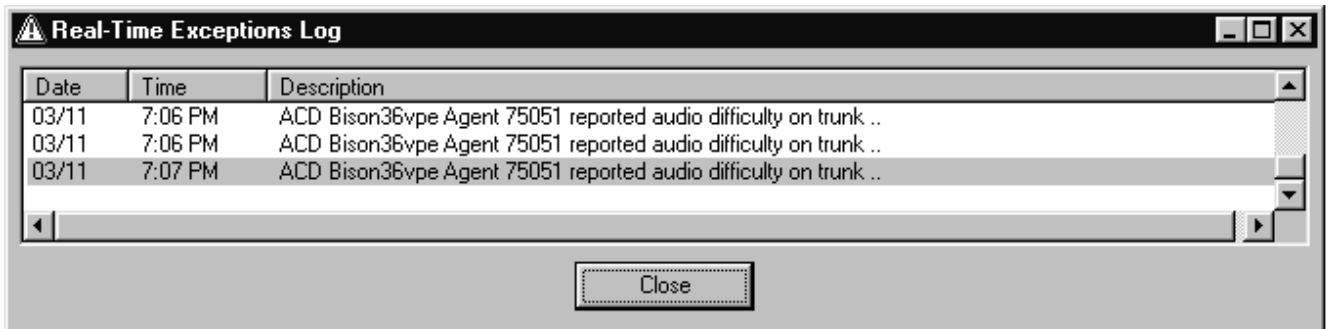 Real-Time Exceptions Log
Date Time Description
03/11 7:06 PM ACD Bison36vpe Agent 75051 reported audio difficulty on trunk ..
03/11 7:06 PM ACD Bison36vpe Agent 75051 reported audio difficulty on trunk ..
03/11 7:07 PM ACD Bison36vpe Agent 75051 reported audio difficulty on trunk ..
Close